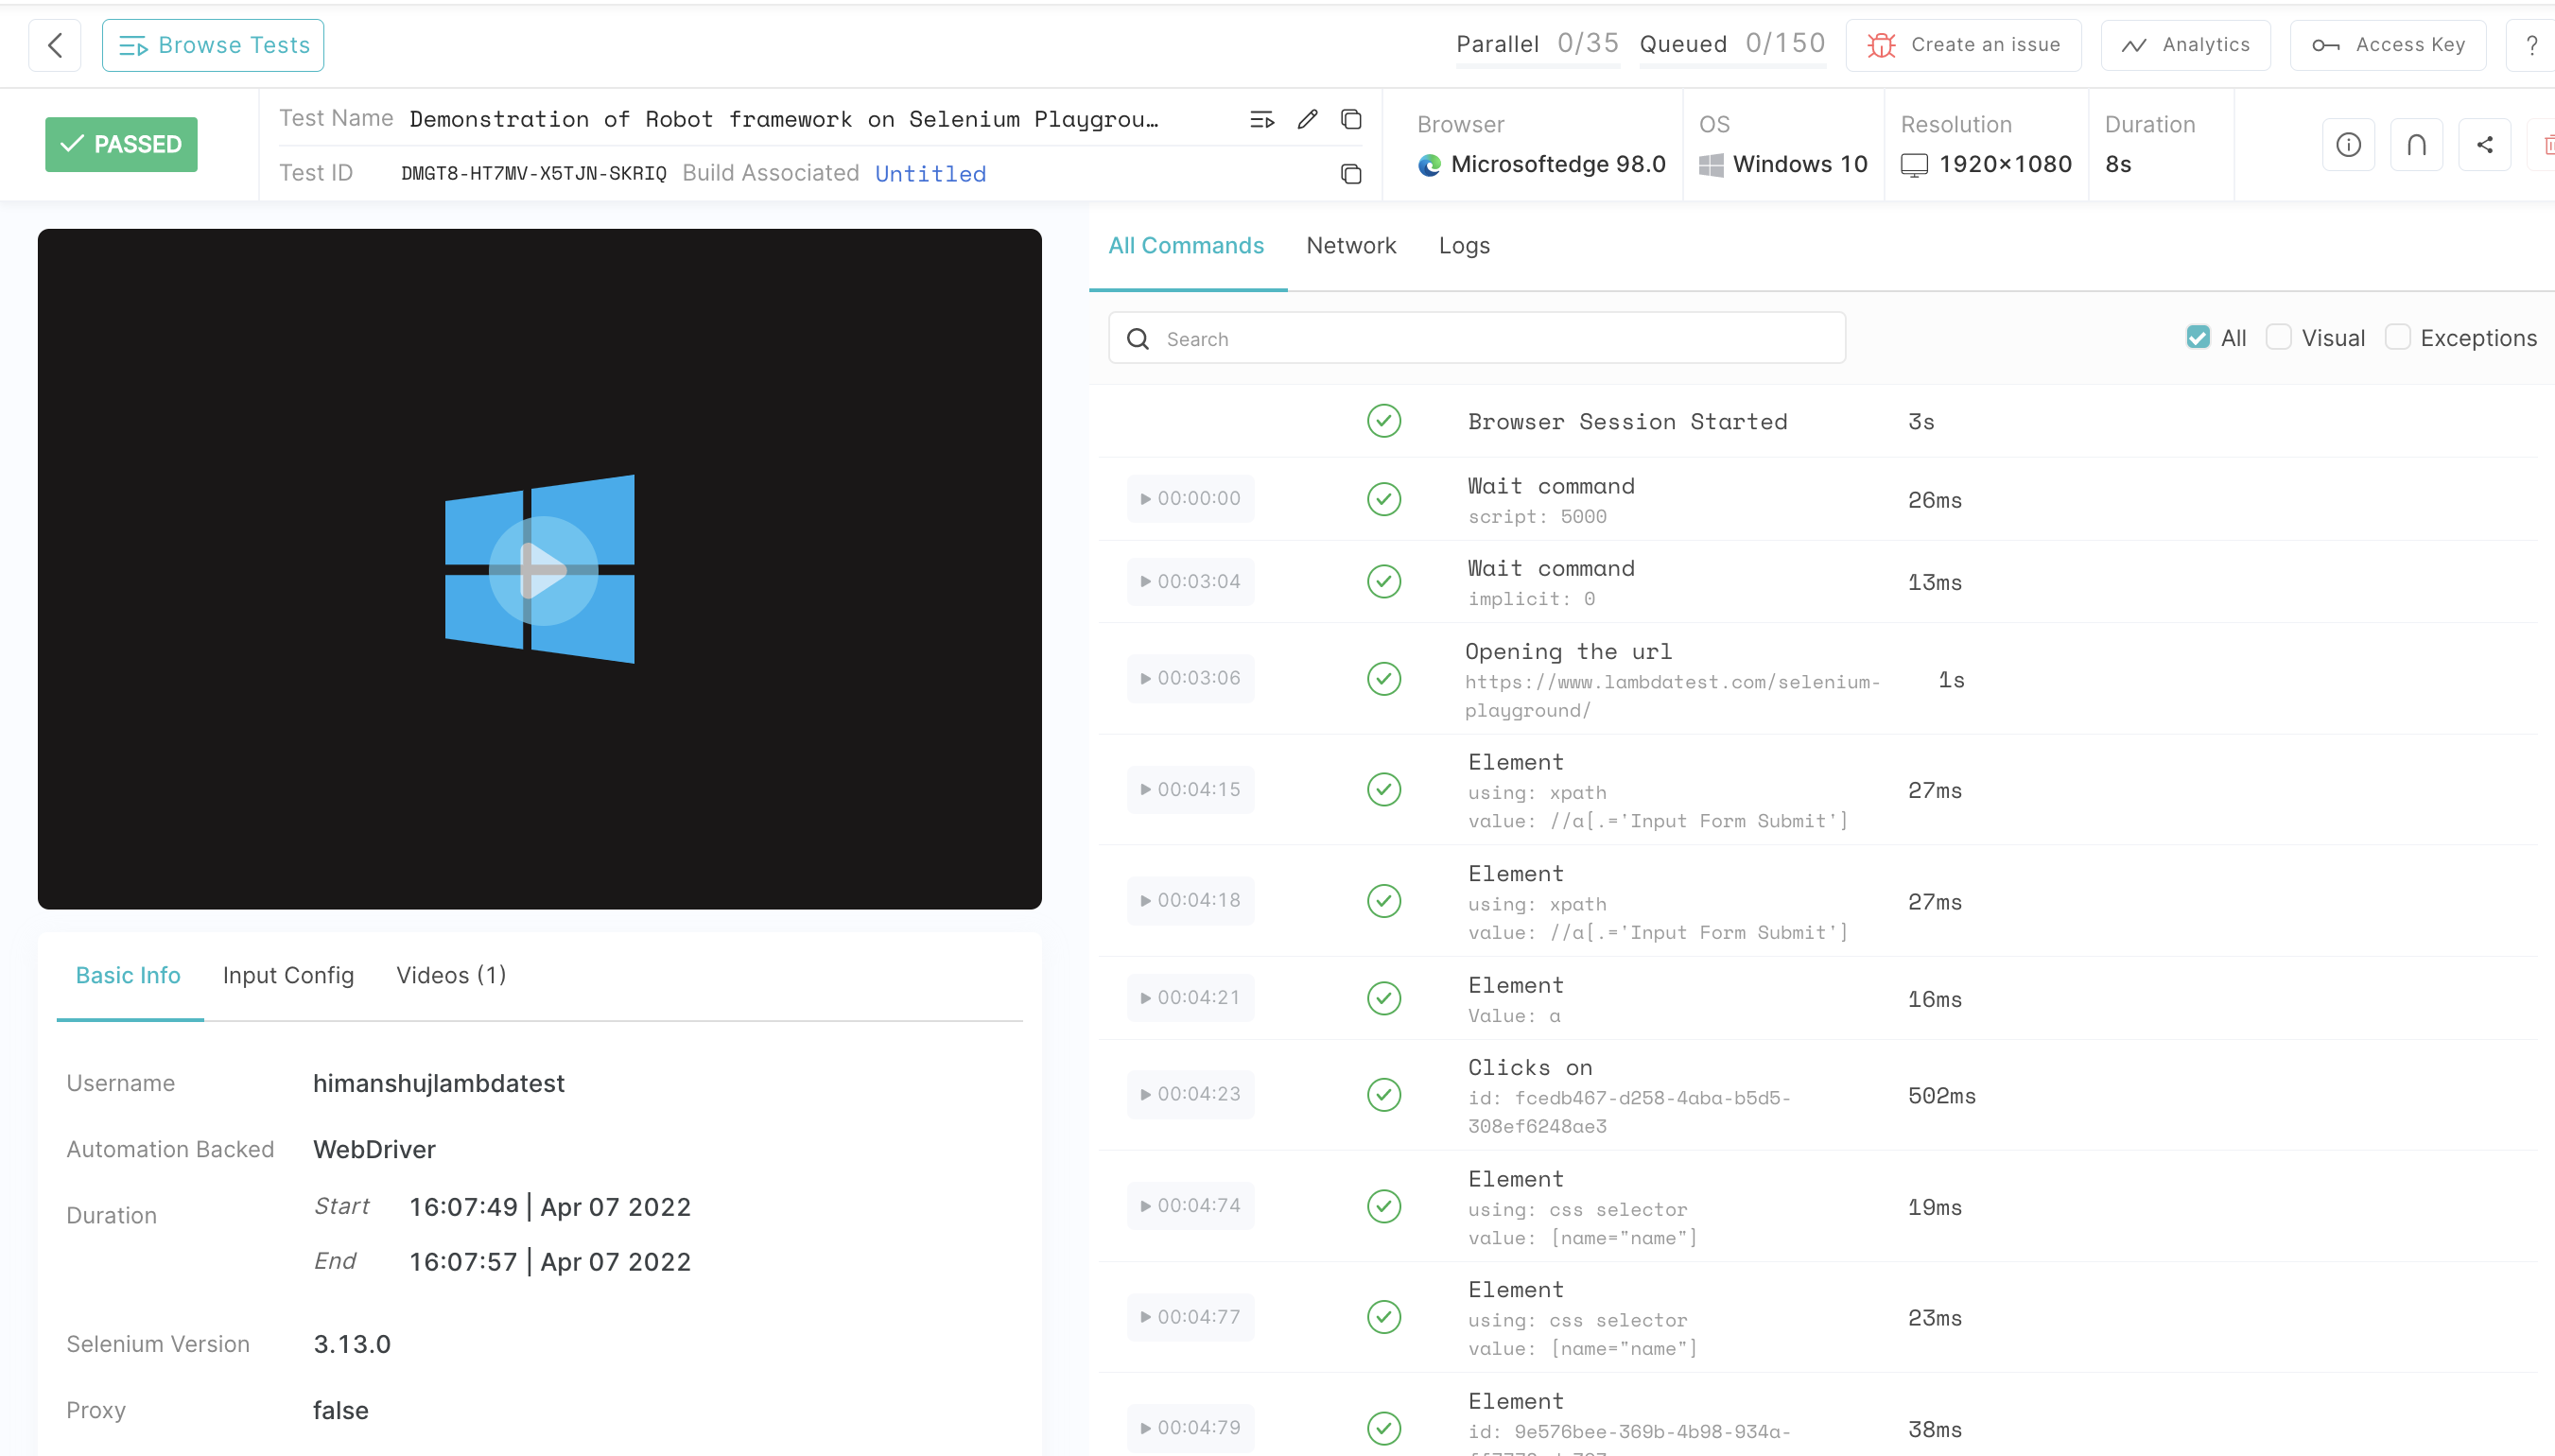 Browse Tests
Parallel 0/35 Queued 0/150 Create an issue Analytics Access Key ?
PASSED
Test Name Demonstration of Robot framework on Selenium Playgrou…
Test ID DMGT8-HT7MV-X5TJN-SKRIQ Build Associated Untitled
Browser
Microsoftedge 98.0
OS
Windows 10
Resolution
1920×1080
Duration
8s
All Commands Network Logs
Search
All Visual Exceptions
Browser Session Started 3s
00:00:00 Wait command 26ms
script: 5000
00:03:04 Wait command 13ms
implicit: 0
00:03:06 Opening the url 1s
https://www.lambdatest.com/selenium-
playground/
00:04:15 Element 27ms
using: xpath
value: //a[.='Input Form Submit']
00:04:18 Element 27ms
using: xpath
value: //a[.='Input Form Submit']
00:04:21 Element 16ms
Value: a
00:04:23 Clicks on 502ms
id: fcedb467-d258-4aba-b5d5-
308ef6248ae3
00:04:74 Element 19ms
using: css selector
value: [name="name"]
00:04:77 Element 23ms
using: css selector
value: [name="name"]
00:04:79 Element 38ms
id: 9e576bee-369b-4b98-934a-
Basic Info Input Config Videos (1)
Username himanshujlambdatest
Automation Backed WebDriver
Duration
Start 16:07:49 | Apr 07 2022
End 16:07:57 | Apr 07 2022
Selenium Version 3.13.0
Proxy false